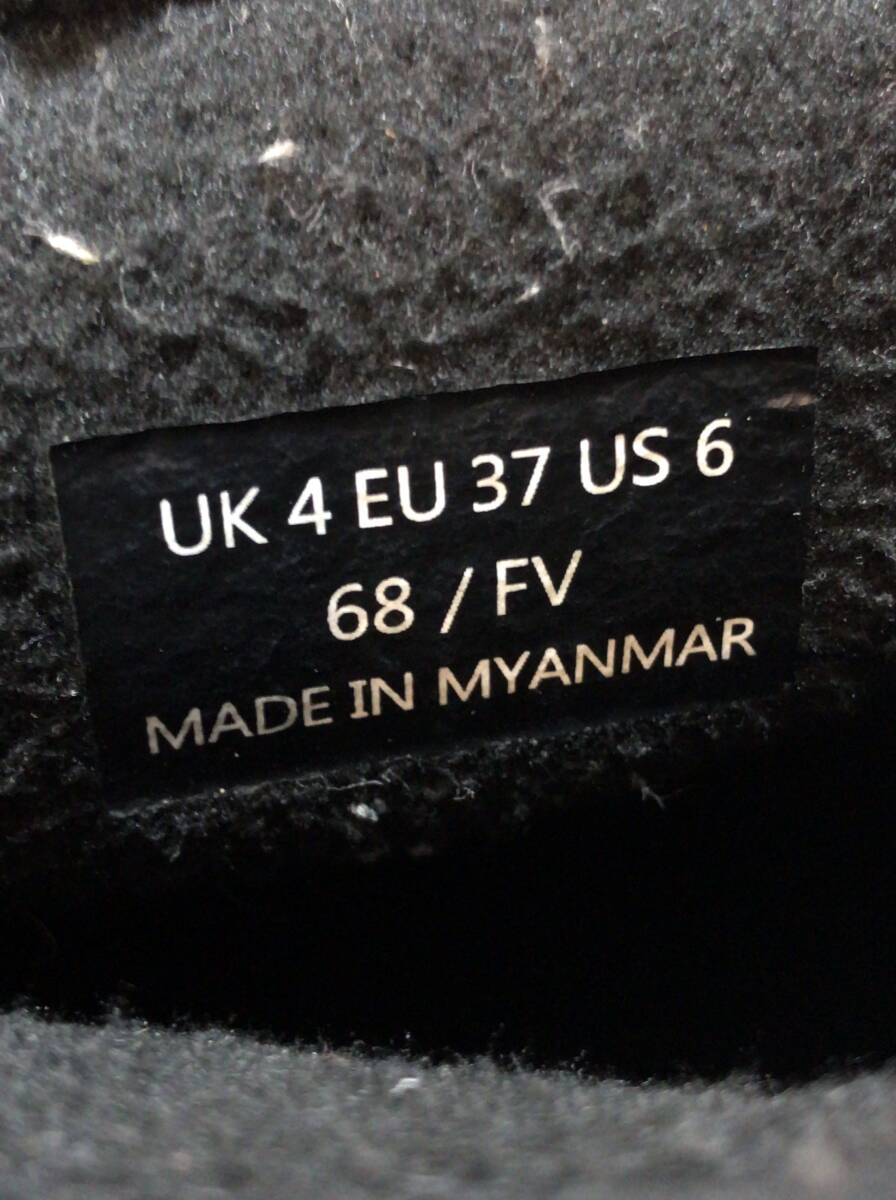 UK 4 EU 37 US 6
68 / FV
MADE IN MYANMAR